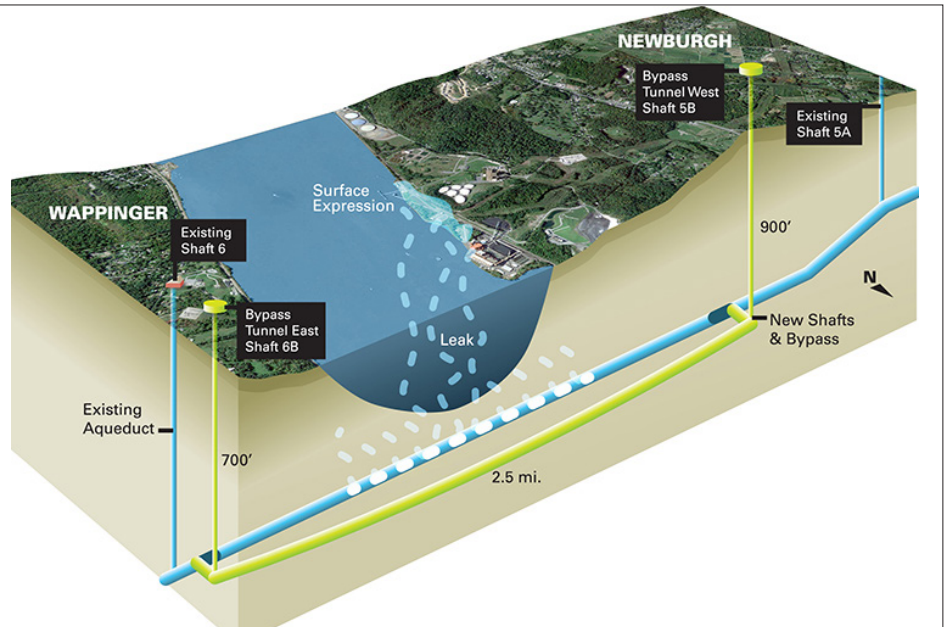 NEWBURGH
Bypass
Tunnel West
Shaft 5B
Existing
Shaft 5A
Surface
Expression
WAPPINGER
Existing
Shaft 6
900’
N
Bypass
Tunnel East
Shaft 6B
Leak
New Shafts
& Bypass
Existing
Aqueduct
700’
2.5 mi.